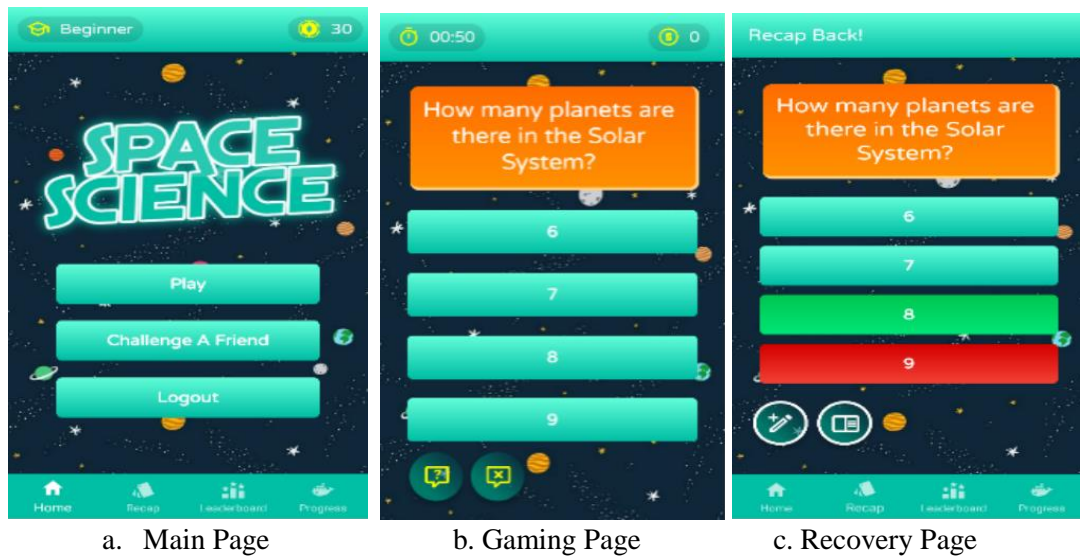 Beginner
30
SPACE
SCIENCE
Play
Challenge A Friend
Logout
Home
Recap
Leaderboard
Progress
a. Main Page
00:50
0
How many planets are
there in the Solar
System?
6
7
8
9
b. Gaming Page
Recap Back!
How many planets are
there in the Solar
System?
6
7
8
9
Home
Recap
Leaderboard
Progress
c. Recovery Page